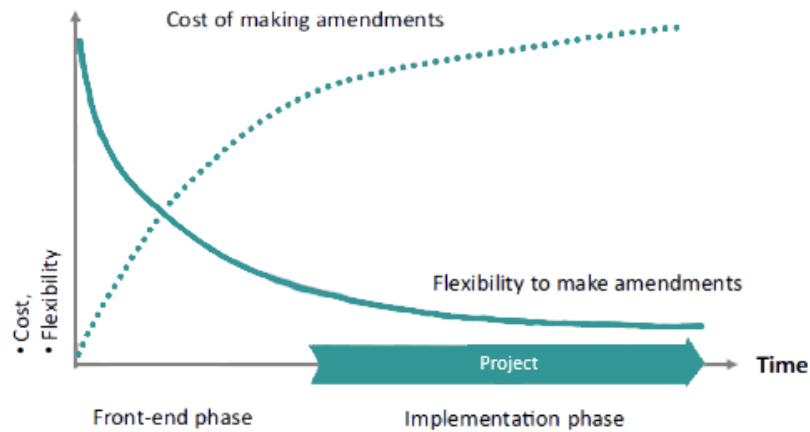 Cost of making amendments
• Cost,
• Flexibility
Flexibility to make amendments
Project
Time
Front-end phase
Implementation phase